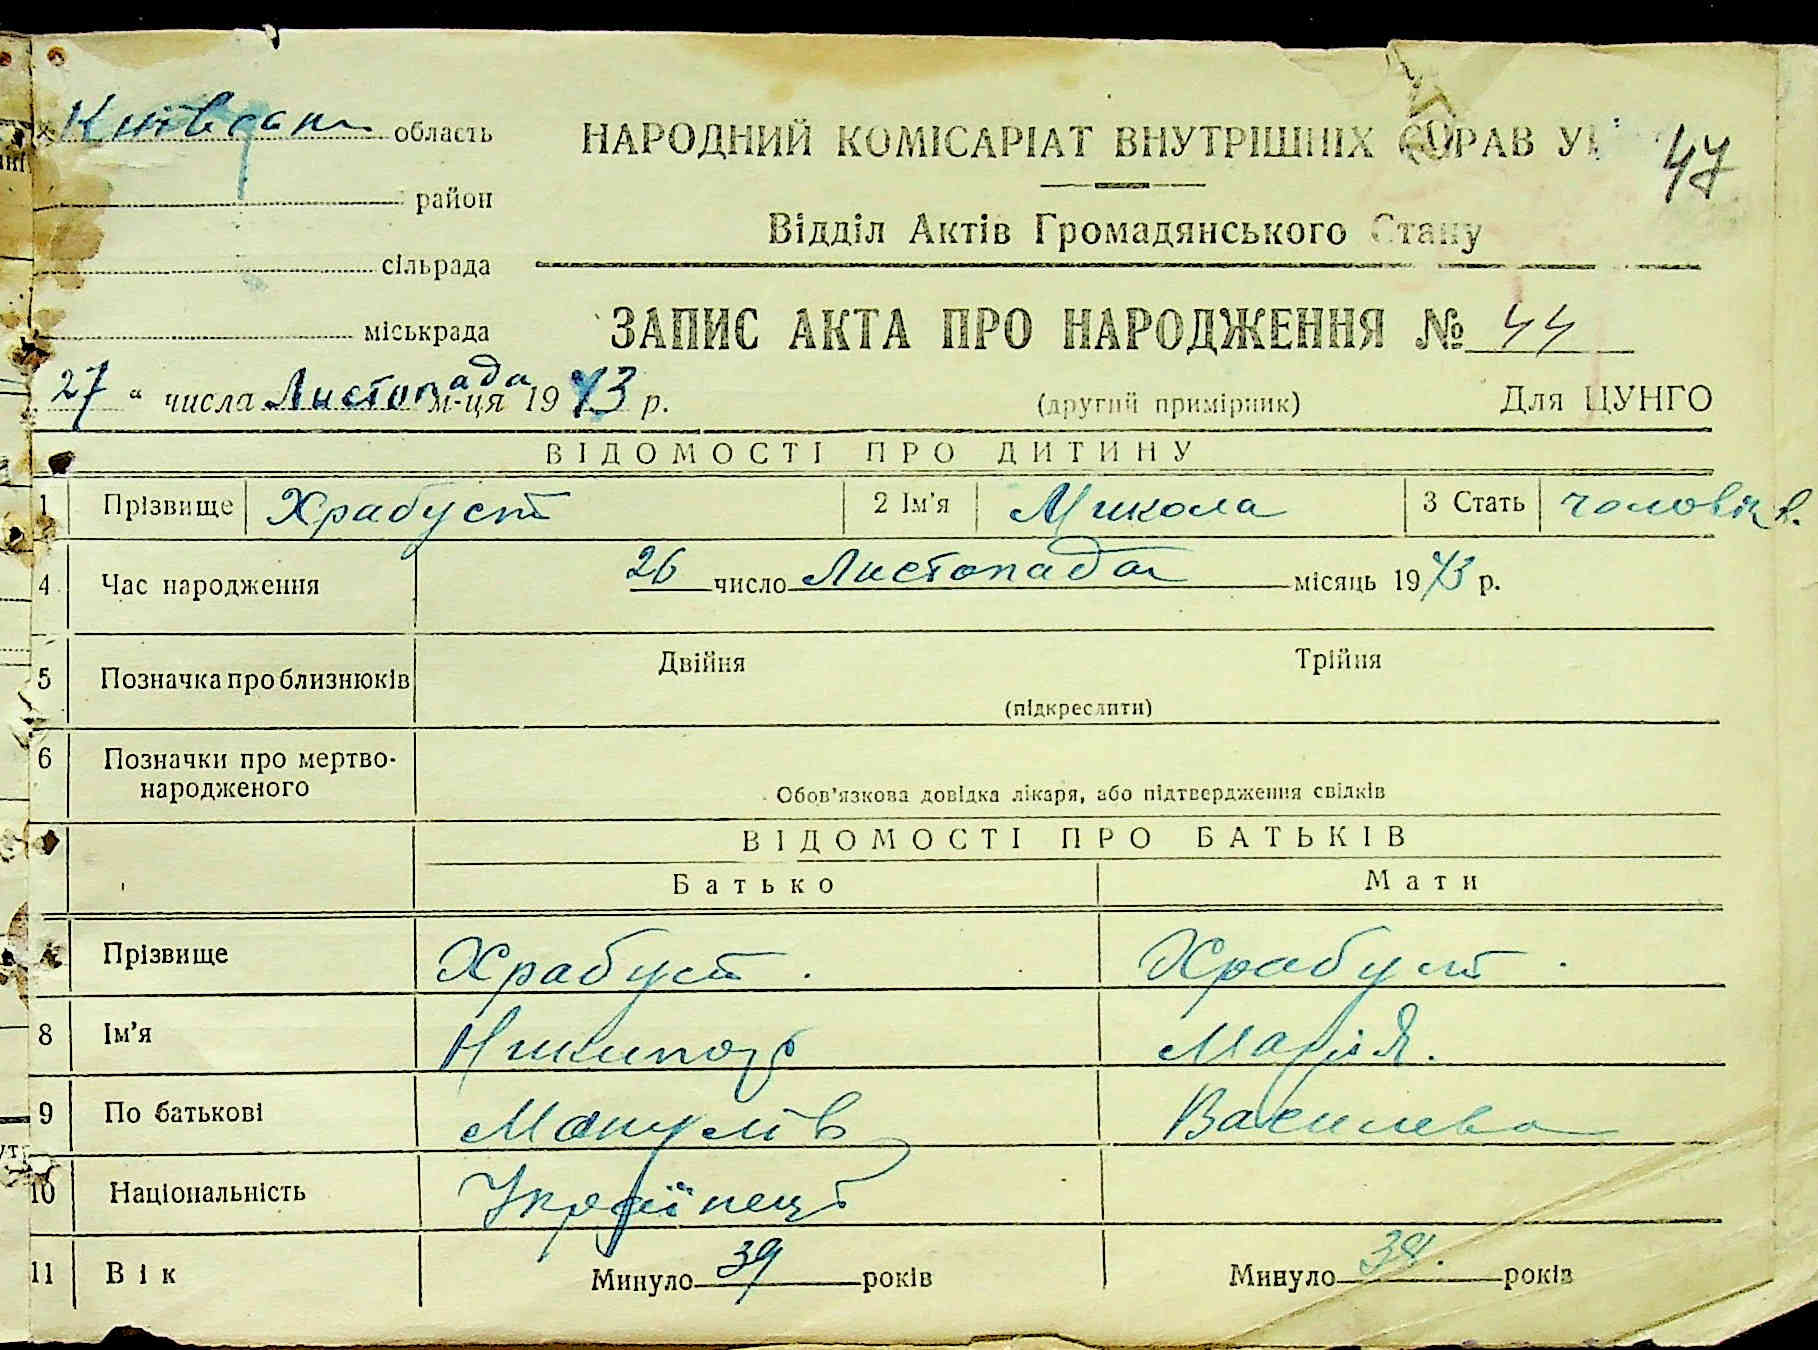 Київська область
НАРОДНИЙ КОМІСАРІАТ ВНУТРІШНІХ СПРАВ У
47
район
Відділ Актів Громадянського Стану
сільрада
міськрада
ЗАПИС АКТА ПРО НАРОДЖЕННЯ № 44
27 " числа Листопада м-ця 1943 р.
(другий примірник) Для ЦУНГО
ВІДОМОСТІ ПРО ДИТИНУ
1 Прізвище Храбуст 2 Ім'я Микола 3 Стать
4 Час народження 26 число Листопада місяць 1943 р.
5 Позначка про близнюків Двійня Трійня
(підкреслити)
6 Позначки про мертво-
народженого
Обов'язкова довідка лікаря, або підтвердження свідків
ВІДОМОСТІ ПРО БАТЬКІВ
Батько Мати
Прізвище Храбуст . Храбуст .
8 Ім'я Никипор Марія.
9 По батькові Василева
10 Національність Українець
11 Вік Минуло 39 років Минуло 38. років